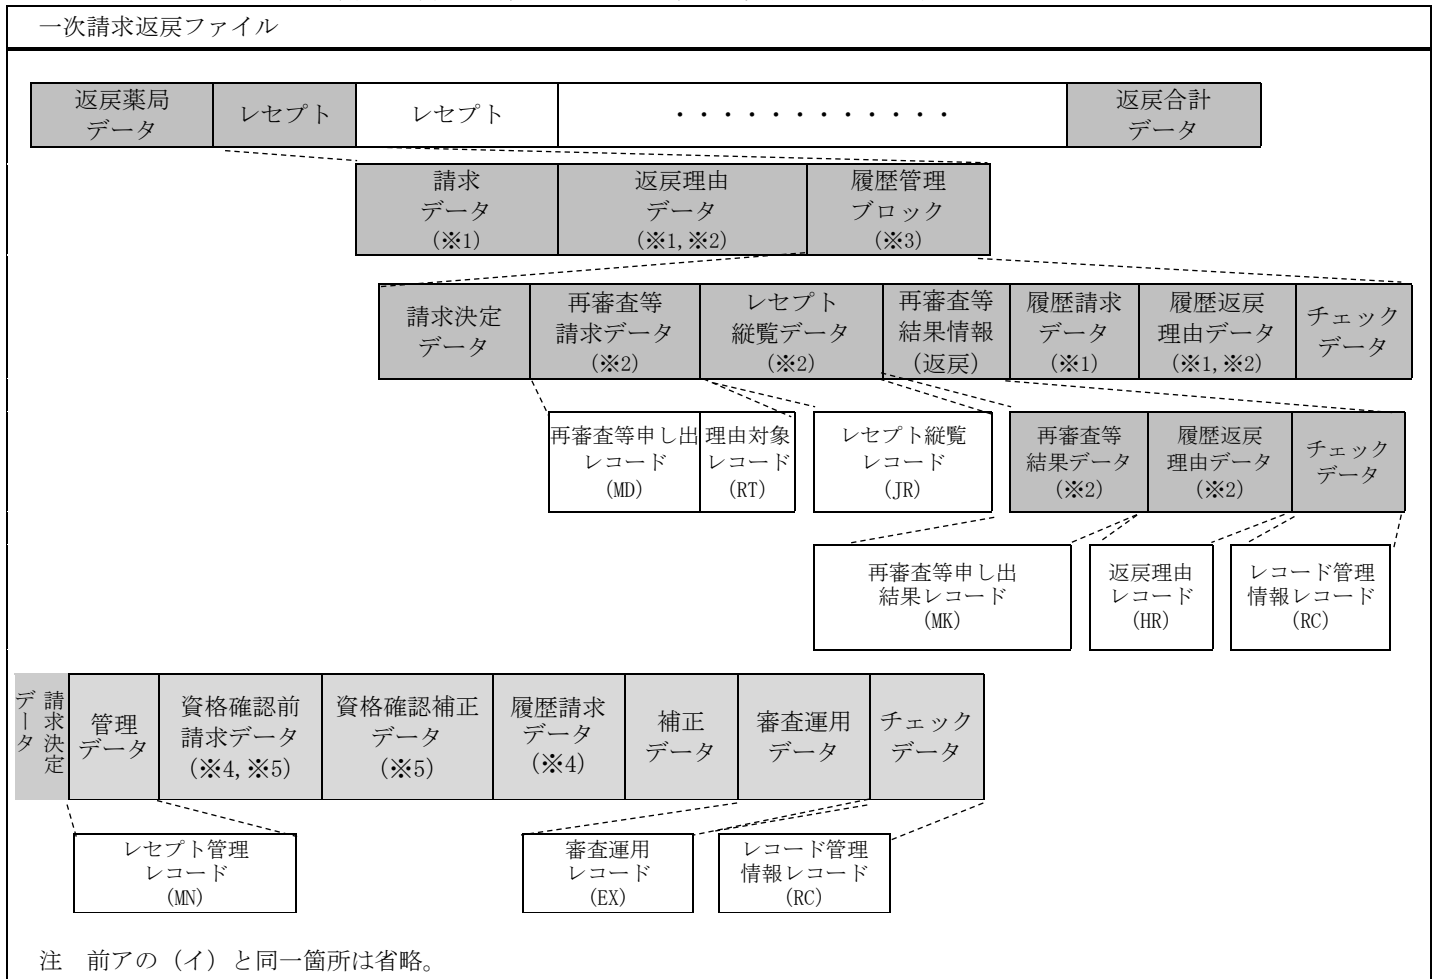 一次請求返戻ファイル
返戻薬局
データ
レセプト
レセプト
・・・・・・・・・・・・
返戻合計
データ
請求
データ
(※1)
返戻理由
データ
(※1,※2)
履歴管理
ブロック
(※3)
請求決定
データ
再審査等
請求データ
(※2)
レセプト
縦覧データ
(※2)
再審査等
結果情報
(返戻)
履歴請求
データ
(※1)
履歴返戻
理由データ
(※1,※2)
チェック
データ
再審査等申し出
レコード
(MD)
理由対象
レコード
(RT)
レセプト縦覧
レコード
(JR)
再審査等
結果データ
(※2)
履歴返戻
理由データ
(※2)
チェック
データ
再審査等申し出
結果レコード
(MK)
返戻理由
レコード
(HR)
レコード管理
情報レコード
(RC)
請求決定
データ
管理
データ
資格確認前
請求データ
(※4,※5)
資格確認補正
データ
(※5)
履歴請求
データ
(※4)
補正
データ
審査運用
データ
チェック
データ
レセプト管理
レコード
(MN)
審査運用
レコード
(EX)
レコード管理
情報レコード
(RC)
注　前アの（イ）と同一箇所は省略。